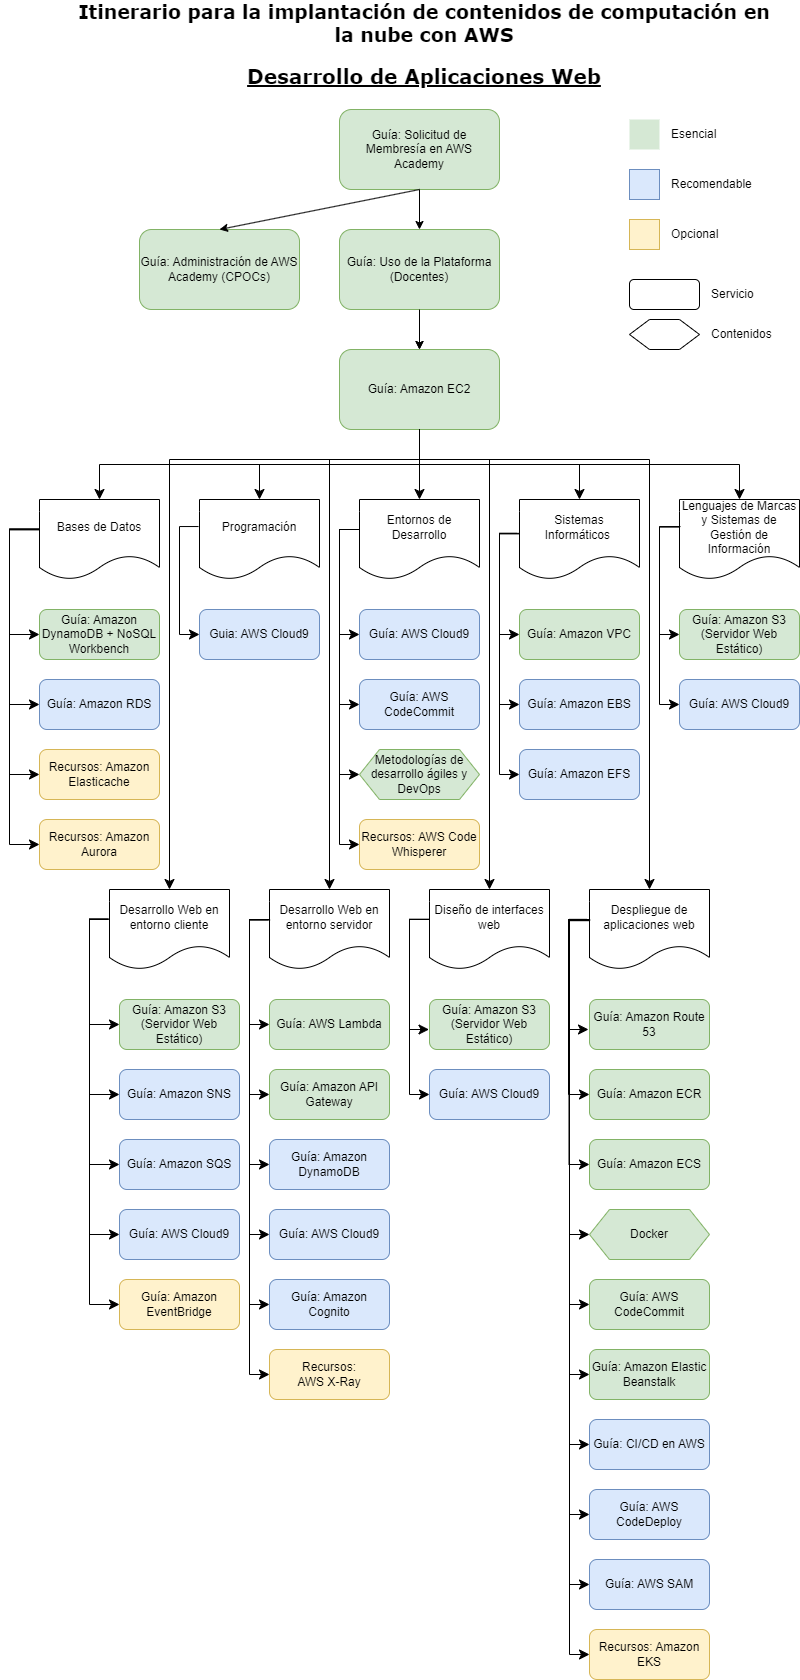 Itinerario para la implantación de contenidos de computación en
la nube con AWS
Desarrollo de Aplicaciones Web
Guía: Solicitud de
Membresía en AWS
Academy
Esencial
Recomendable
Opcional
Servicio
Contenidos
Guía: Administración de AWS
Academy (CPOCs)
Guía: Uso de la Plataforma
(Docentes)
Guía: Amazon EC2
Bases de Datos
Programación
Entornos de
Desarrollo
Sistemas
Informáticos
Lenguajes de Marcas
y Sistemas de
Gestión de
Información
Guía: Amazon
DynamoDB + NoSQL
Workbench
Guía: Amazon RDS
Recursos: Amazon
Elasticache
Recursos: Amazon
Aurora
Guia: AWS Cloud9
Guía: AWS Cloud9
Guía: AWS
CodeCommit
Metodologías de
desarrollo ágiles y
DevOps
Recursos: AWS Code
Whisperer
Guía: Amazon VPC
Guía: Amazon EBS
Guía: Amazon EFS
Guía: Amazon S3
(Servidor Web
Estático)
Guía: AWS Cloud9
Desarrollo Web en
entorno cliente
Desarrollo Web en
entorno servidor
Diseño de interfaces
web
Despliegue de
aplicaciones web
Guía: Amazon S3
(Servidor Web
Estático)
Guía: Amazon SNS
Guía: Amazon SQS
Guía: AWS Cloud9
Guía: Amazon
EventBridge
Guía: AWS Lambda
Guía: Amazon API
Gateway
Guía: Amazon
DynamoDB
Guía: AWS Cloud9
Guía: Amazon
Cognito
Recursos:
AWS X-Ray
Guía: Amazon S3
(Servidor Web
Estático)
Guía: AWS Cloud9
Guía: Amazon Route
53
Guía: Amazon ECR
Guía: Amazon ECS
Docker
Guía: AWS
CodeCommit
Guía: Amazon Elastic
Beanstalk
Guía: CI/CD en AWS
Guía: AWS
CodeDeploy
Guía: AWS SAM
Recursos: Amazon
EKS